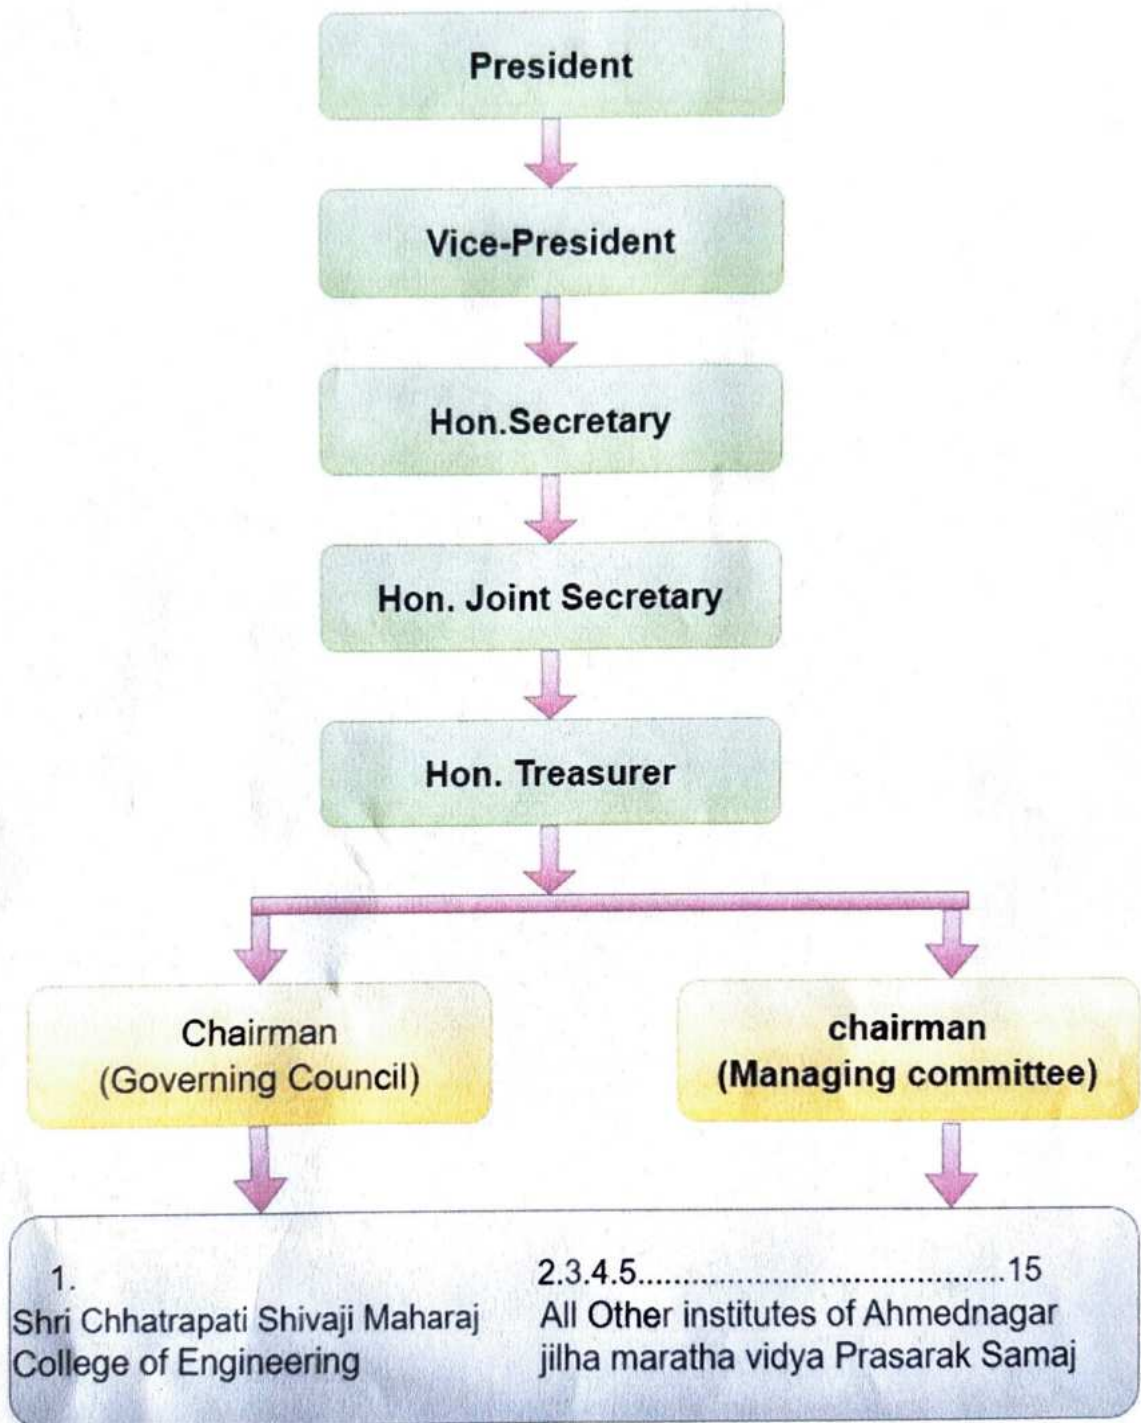 President
Vice-President
Hon.Secretary
Hon. Joint Secretary
Hon. Treasurer
Chairman
(Governing Council)
chairman
(Managing committee)
1.
Shri Chhatrapati Shivaji Maharaj
College of Engineering
2.3.4.5..........................................15
All Other institutes of Ahmednagar
jilha maratha vidya Prasarak Samaj